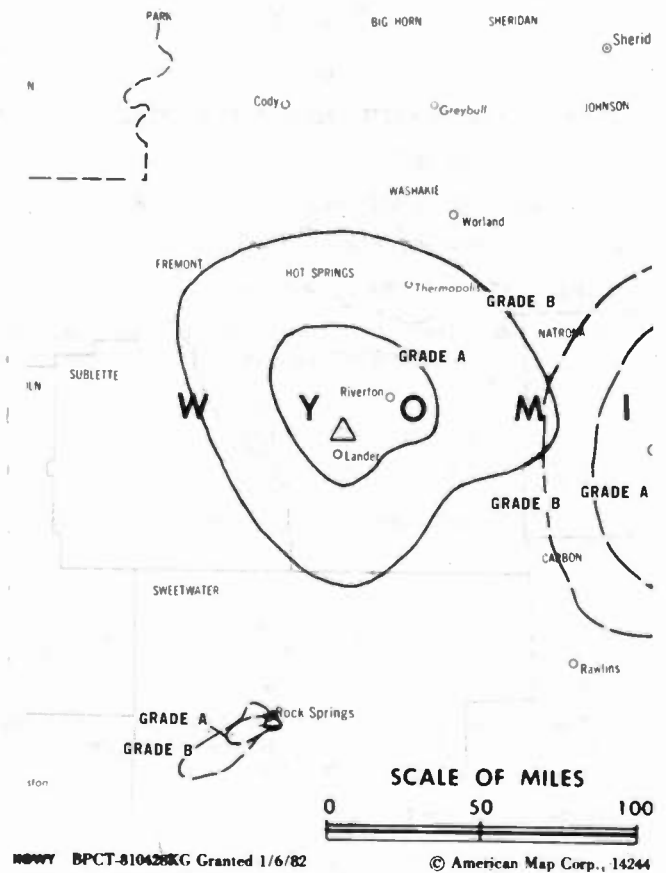 PARK BIG HORN SHERIDAN
Sherid
N
Cody Greybull JOHNSON
WASHAKIE
Worland
FREMONT
HOT SPRINGS
Thermopolis
GRADE B
NATRONA
GRADE A
SUBLETTE
Riverton
W Y O M I
Lander
GRADE B GRADE A
CARBON
SWEETWATER
Rawlins
Rock Springs
GRADE A
GRADE B
SCALE OF MILES
0 50 100
BPCT-810428KG Granted 1/6/82 © American Map Corp., 14244